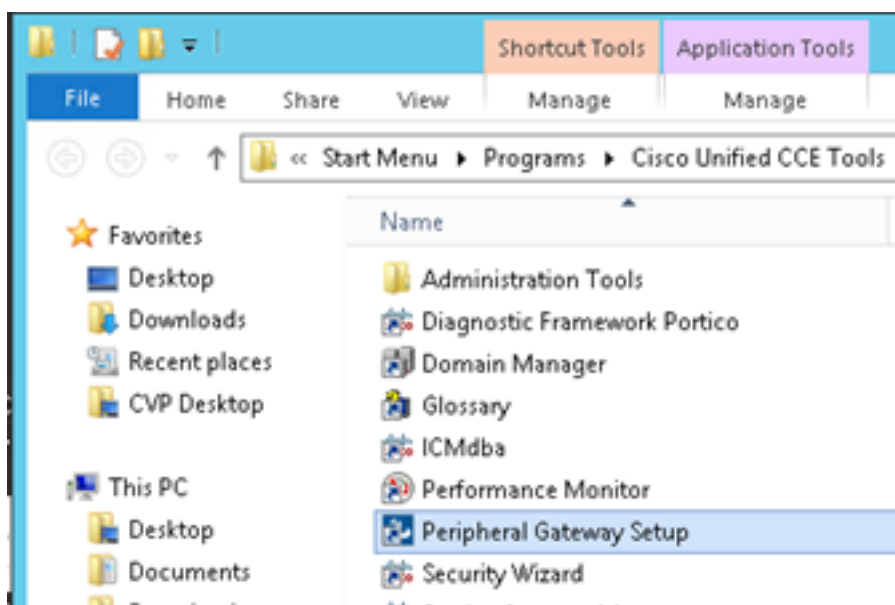 Shortcut Tools Application Tools
File Home Share View Manage Manage
« Start Menu Programs Cisco Unified CCE Tools
Name
Favorites
Desktop
Downloads
Recent places
CVP Desktop
This PC
Desktop
Documents
Administration Tools
Diagnostic Framework Portico
Domain Manager
Glossary
ICMdba
Performance Monitor
Peripheral Gateway Setup
Security Wizard